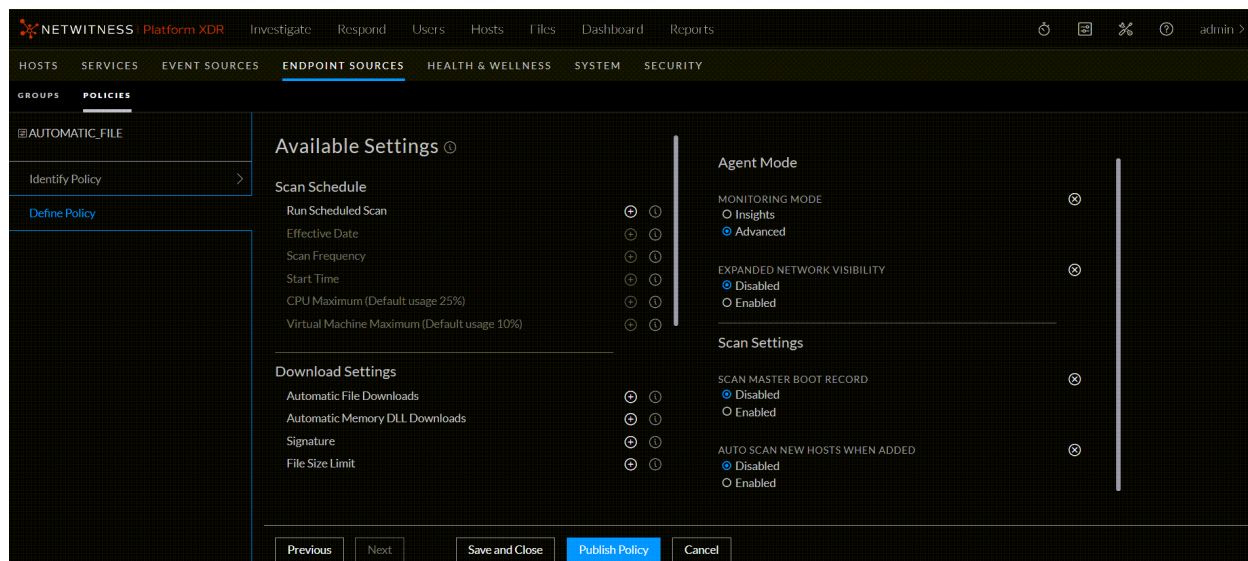 NETWITNESS Platform XDR Investigate Respond Users Hosts Files Dashboard Reports admin >
HOSTS SERVICES EVENT SOURCES ENDPOINT SOURCES HEALTH & WELLNESS SYSTEM SECURITY
GROUPS POLICIES
AUTOMATIC_FILE
Identify Policy
Define Policy
Available Settings
Scan Schedule
Run Scheduled Scan
Effective Date
Scan Frequency
Start Time
CPU Maximum (Default usage 25%)
Virtual Machine Maximum (Default usage 10%)
Download Settings
Automatic File Downloads
Automatic Memory DLL Downloads
Signature
File Size Limit
Agent Mode
MONITORING MODE
Insights
Advanced
EXPANDED NETWORK VISIBILITY
Disabled
Enabled
Scan Settings
SCAN MASTER BOOT RECORD
Disabled
Enabled
AUTO SCAN NEW HOSTS WHEN ADDED
Disabled
Enabled
Previous Next Save and Close Publish Policy Cancel